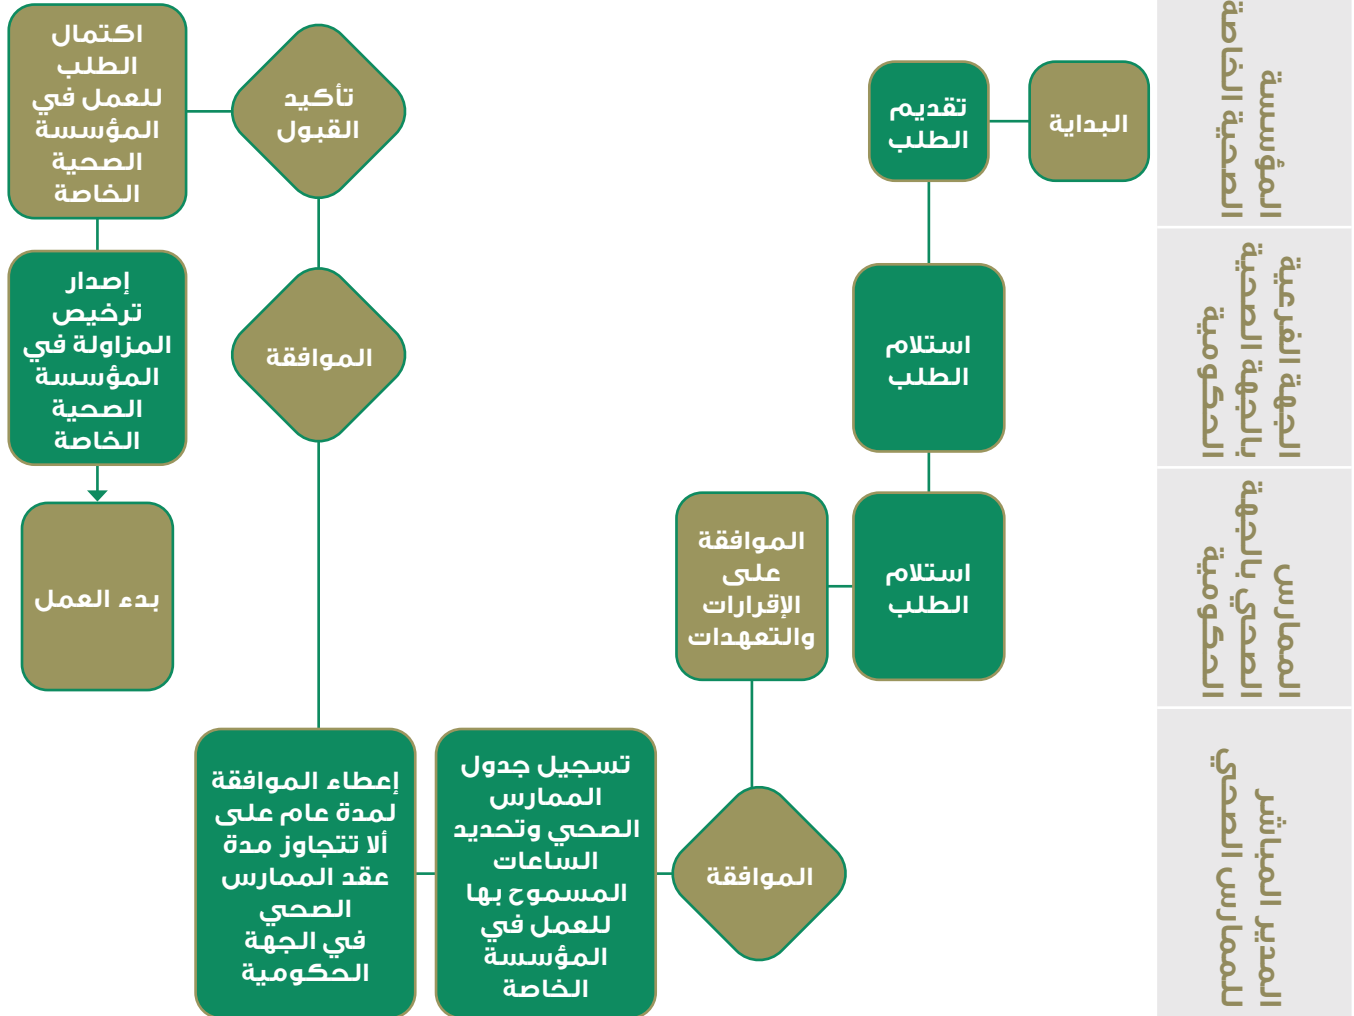 المؤسسة
الصحية الخاصة
البداية
تقديم
الطلب
تأكيد
القبول
اكتمال
الطلب
للعمل في
المؤسسة
الصحية
الخاصة
الجهة الفرعية
بالجهة الصحية
الحكومية
استلام
الطلب
الموافقة
إصدار
ترخيص
المزاولة في
المؤسسة
الصحية
الخاصة
الممارس
الصحي بالجهة
الحكومية
استلام
الطلب
الموافقة
على
الإقرارات
والتعهدات
بدء العمل
المدير المباشر
للممارس الصحي
الموافقة
تسجيل جدول
الممارس
الصحي وتحديد
الساعات
المسموح بها
للعمل في
المؤسسة
الخاصة
إعطاء الموافقة
لمدة عام على
ألا تتجاوز مدة
عقد الممارس
الصحي
في الجهة
الحكومية